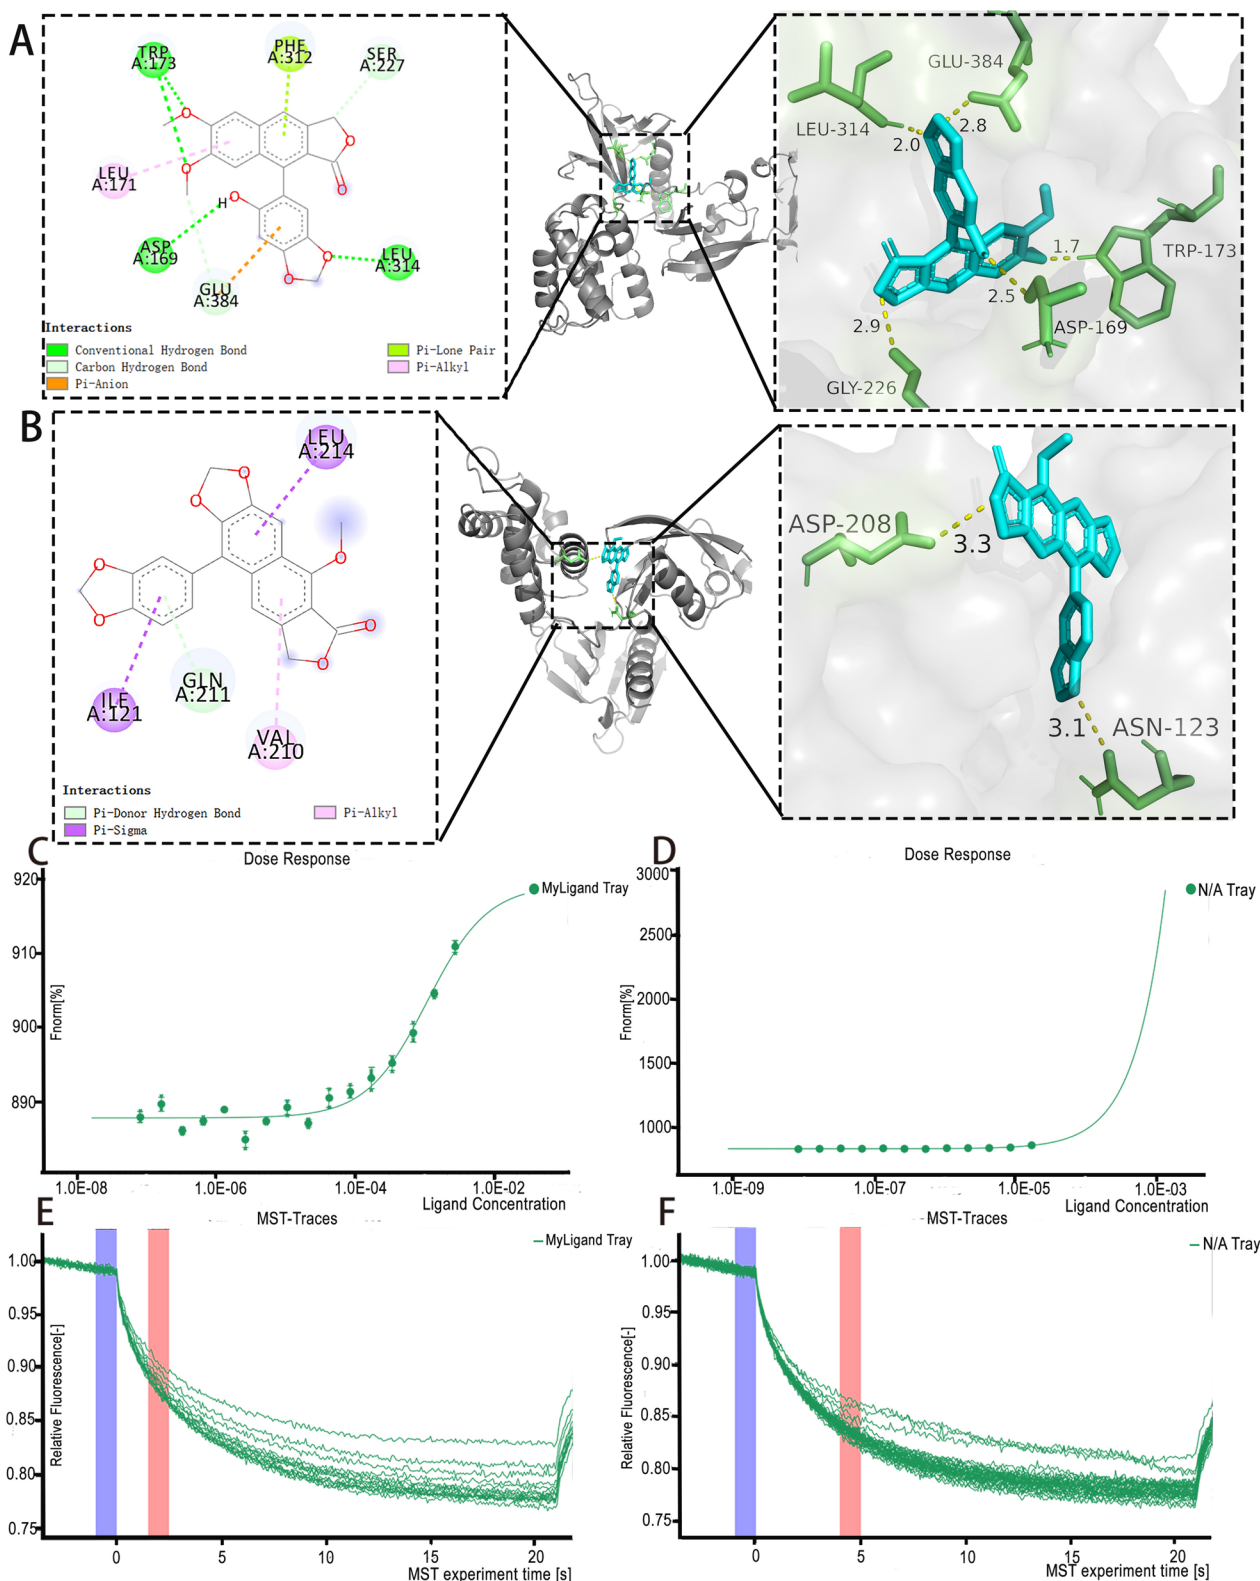 A
TRP
A:173
PHE
A:312
SER
A:227
LEU
A:171
ASP
A:169
GLU
A:384
LEU
A:314
O
O
O
O
H
O
O
O
Interactions
Conventional Hydrogen Bond
Carbon Hydrogen Bond
Pi-Anion
Pi-Lone Pair
Pi-Alkyl
GLU-384
LEU-314
2.8
2.0
1.7
TRP-173
2.5
ASP-169
2.9
GLY-226
B
LEU
A:214
ILE
A:121
GLN
A:211
VAL
A:210
O
O
O
O
O
O
O
Interactions
Pi-Donor Hydrogen Bond
Pi-Sigma
Pi-Alkyl
ASP-208
3.3
3.1
ASN-123
C
Dose Response
920
910
900
890
Fnorm[%]
MyLigand Tray
1.0E-08
1.0E-06
1.0E-04
1.0E-02
Ligand Concentration
D
Dose Response
3000
2500
2000
1500
1000
Fnorm[%]
N/A Tray
1.0E-09
1.0E-07
1.0E-05
1.0E-03
Ligand Concentration
E
MST-Traces
MyLigand Tray
1.00
0.95
0.90
0.85
0.80
0.75
Relative Fluorescence[-]
0
5
10
15
20
MST experiment time [s]
F
MST-Traces
N/A Tray
1.00
0.95
0.90
0.85
0.80
0.75
Relative Fluorescence[-]
0
5
10
15
20
MST experiment time [s]